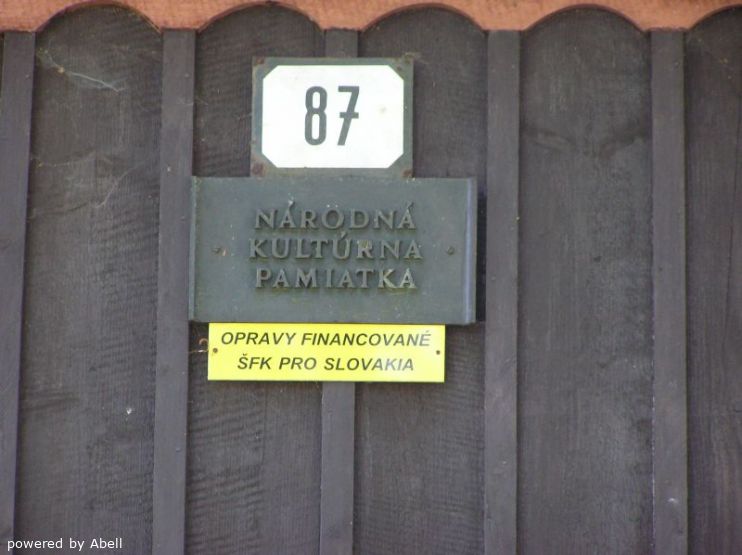 87
NÁRODNÁ
KULTÚRNA
PAMIATKA
OPRAVY FINANCOVANÉ
ŠFK PRO SLOVAKIA
powered by Abell